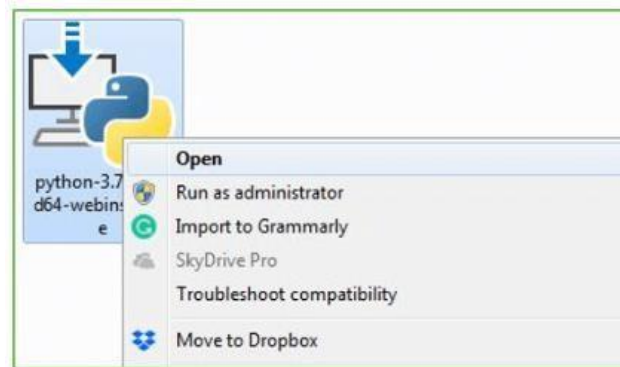 python-3.7
d64-webins
e
Open
Run as administrator
Import to Grammarly
SkyDrive Pro
Troubleshoot compatibility
Move to Dropbox